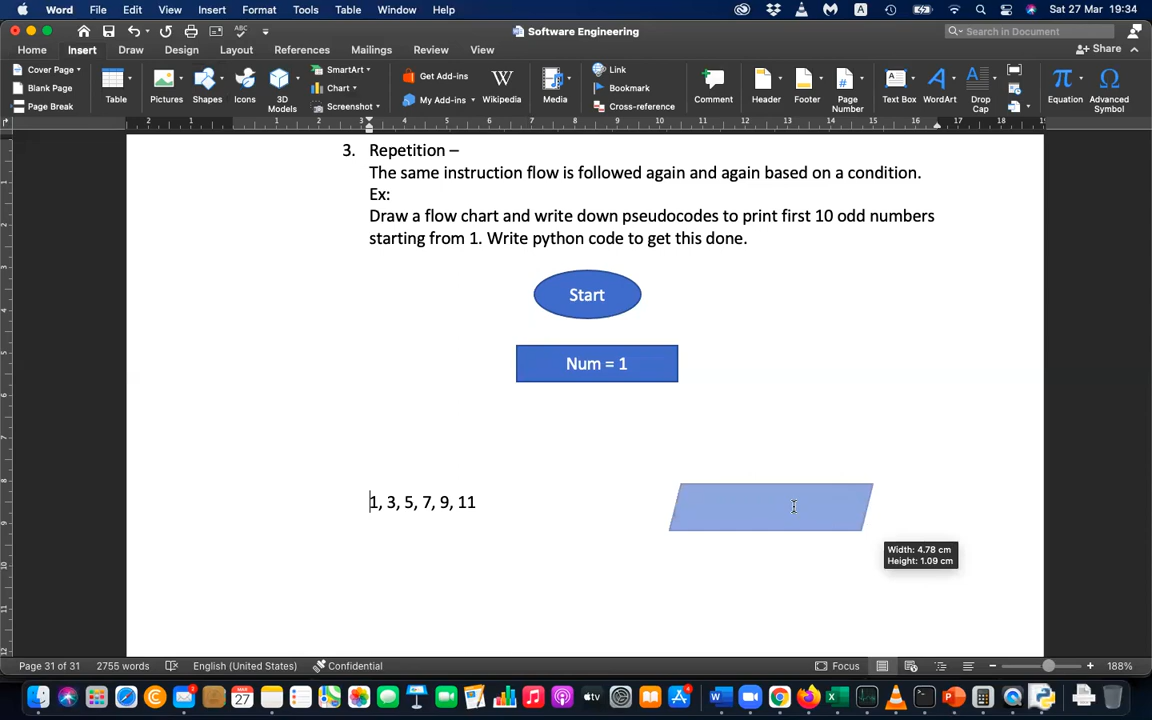 Word File Edit View Insert Format Tools Table Window Help Sat 27 Mar 19:34
Software Engineering
Search in Document
Home Insert Draw Design Layout References Mailings Review View
Share
Cover Page
Blank Page
Page Break
Table
Pictures
Shapes
Icons
3D Models
SmartArt
Chart
Screenshot
Get Add-ins
My Add-ins
Wikipedia
Media
Link
Bookmark
Cross-reference
Comment
Header
Footer
Page Number
Text Box
WordArt
Drop Cap
Equation
Advanced Symbol
3. Repetition –
The same instruction flow is followed again and again based on a condition.
Ex:
Draw a flow chart and write down pseudocodes to print first 10 odd numbers
starting from 1. Write python code to get this done.
Start
Num = 1
1, 3, 5, 7, 9, 11
Width: 4.78 cm
Height: 1.09 cm
Page 31 of 31 2755 words English (United States) Confidential Focus 188%